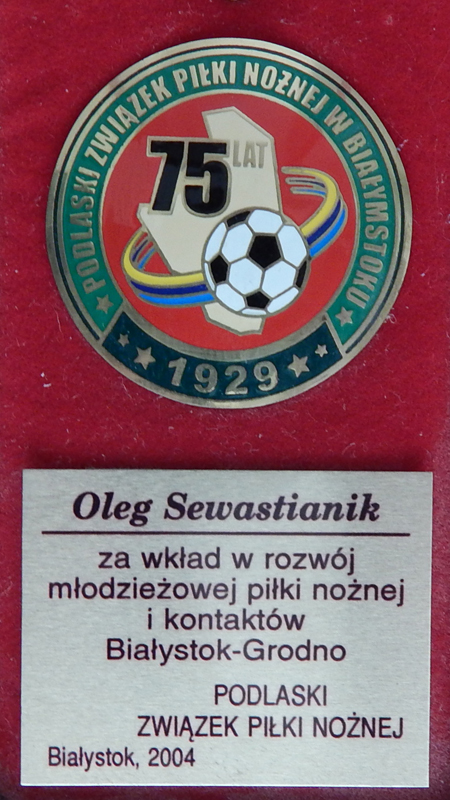 PODLASKI ZWIĄZEK PIŁKI NOŻNEJ W BIAŁYMSTOKU
75 LAT
1929
Oleg Sewastianik
za wkład w rozwój
młodzieżowej piłki nożnej
i kontaktów
Białystok-Grodno
PODLASKI
ZWIĄZEK PIŁKI NOŻNEJ
Białystok, 2004